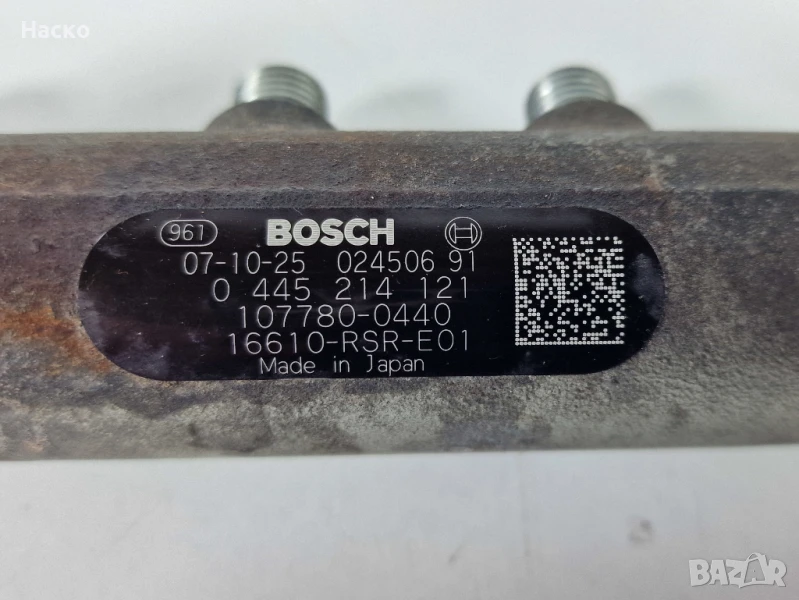 Наско
961 BOSCH
07-10-25 024506 91
0 445 214 121
107780-0440
16610-RSR-E01
Made in Japan
BAZAR